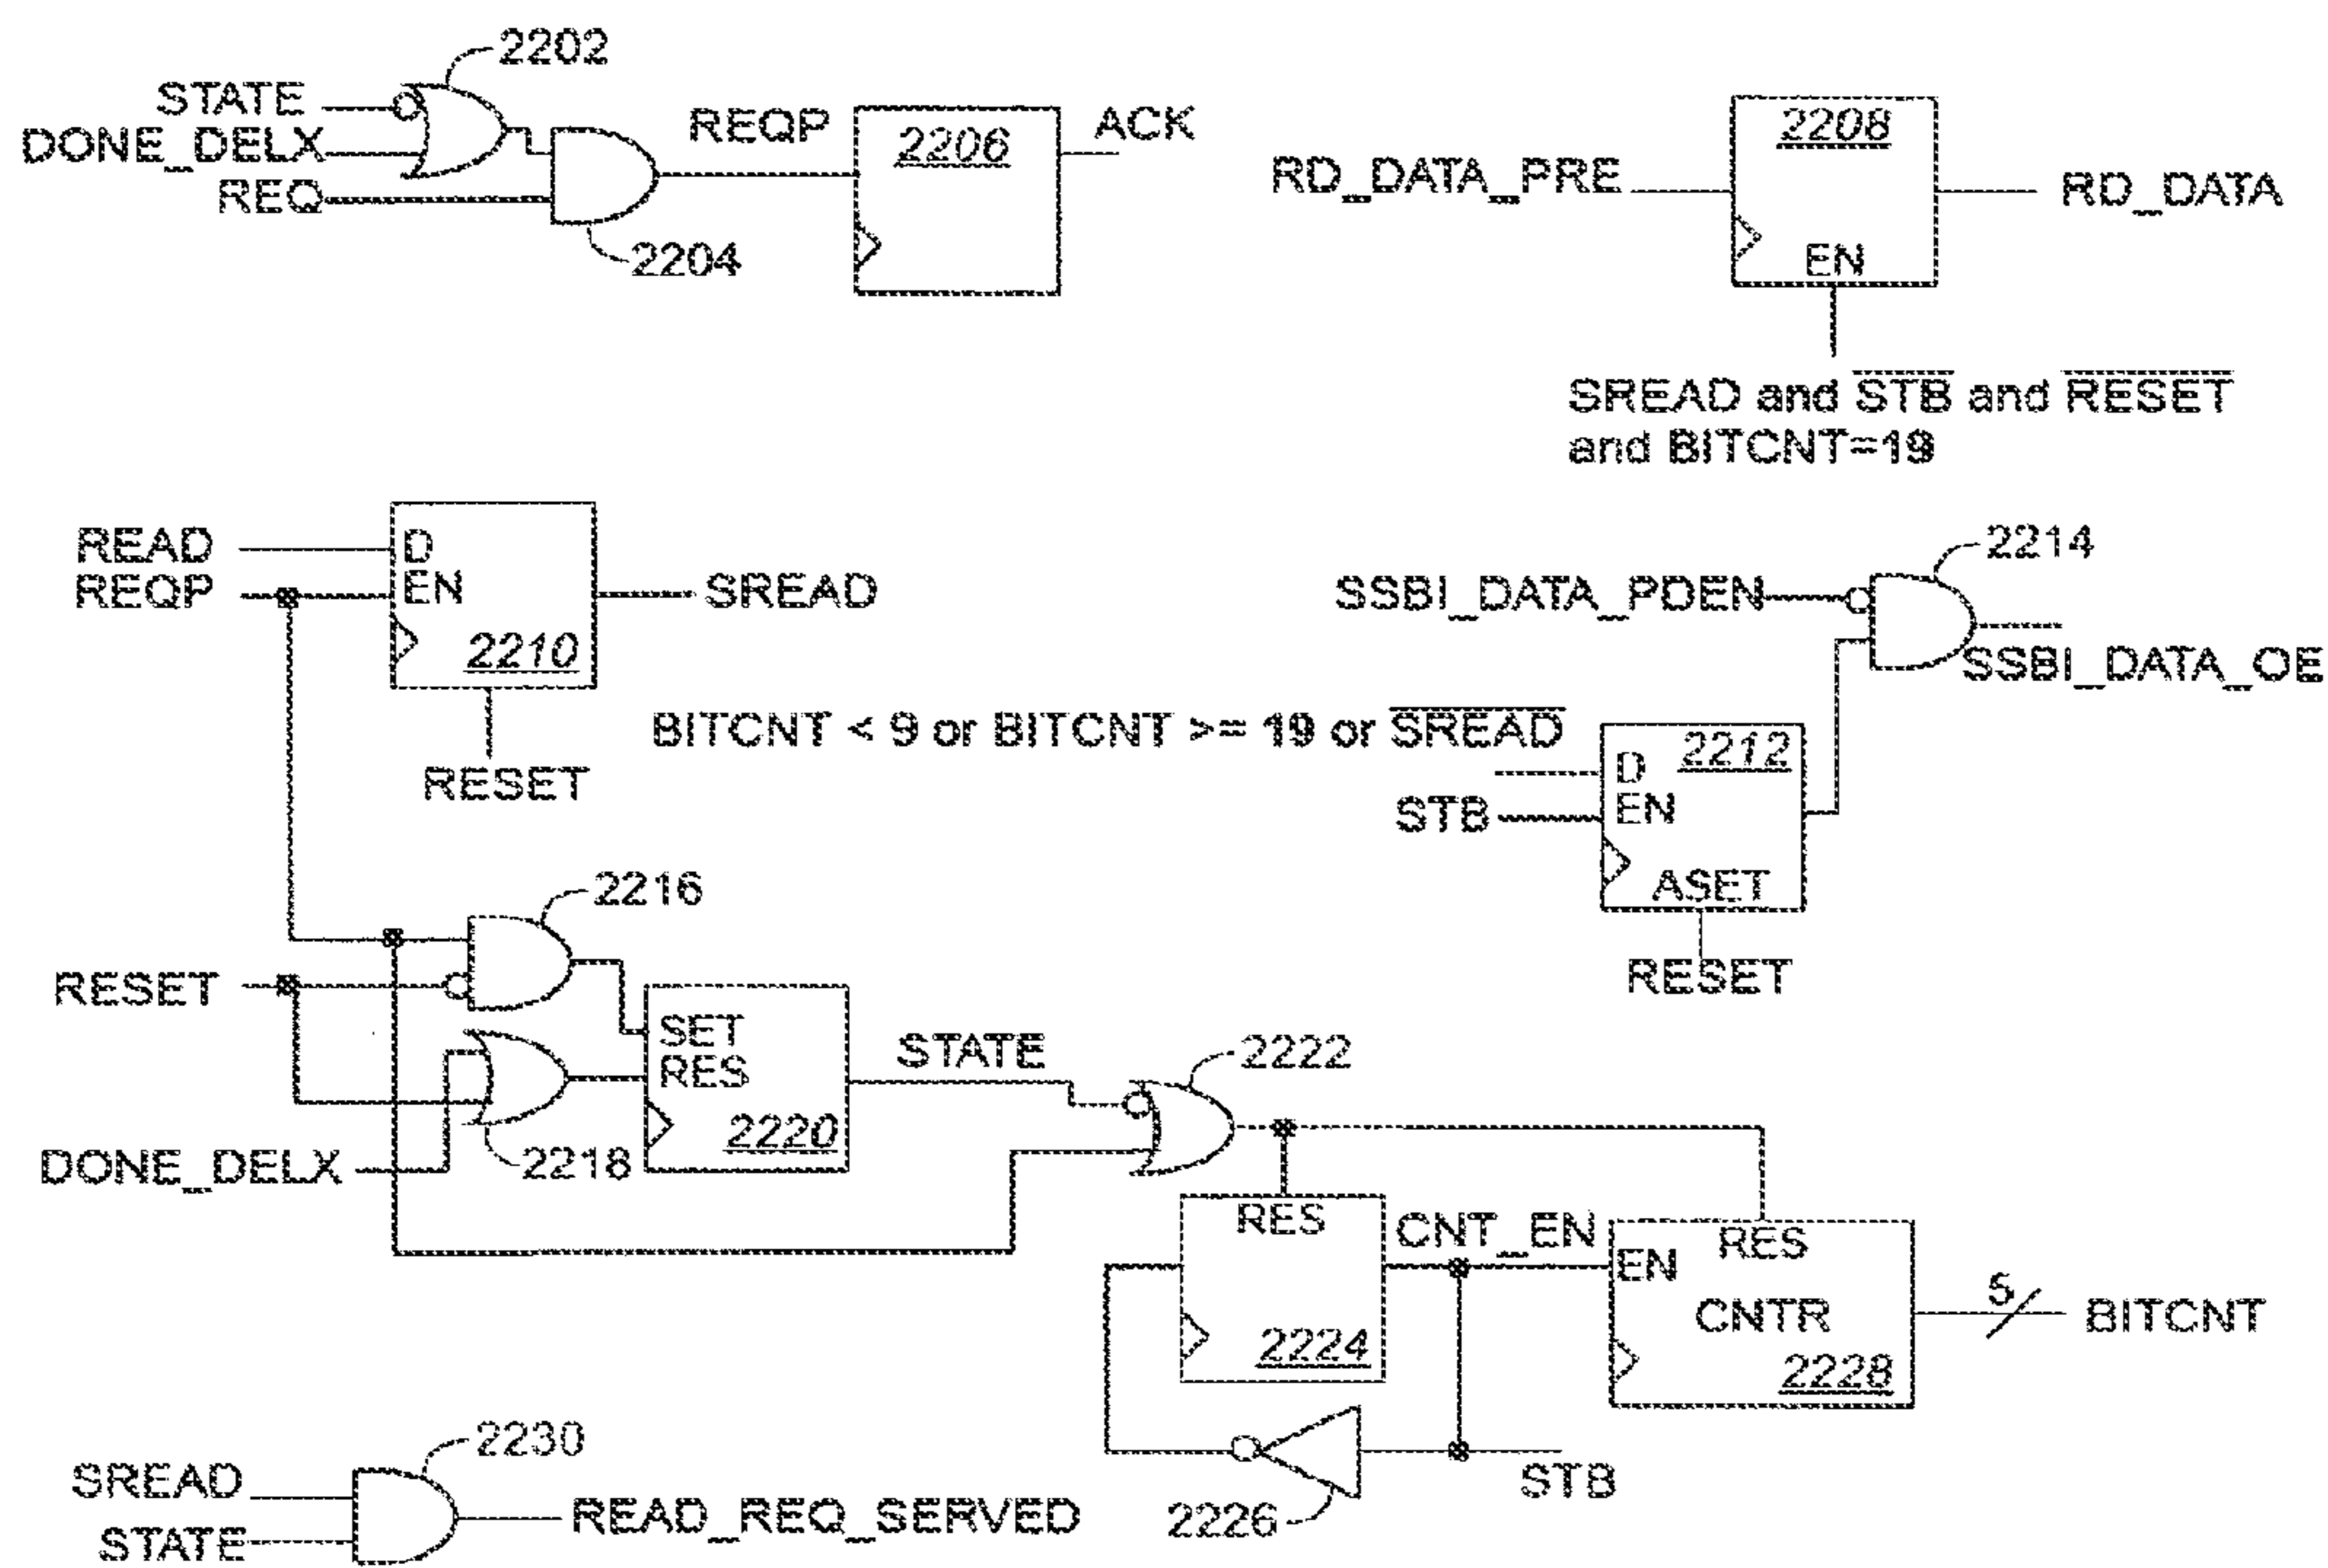 2202
STATE
DONE_DELX
REQ
REQP
2206
ACK
2204
2208
RD_DATA_PRE
RD_DATA
EN
SREAD and STB and RESET
and BITCNT=19
READ
REQP
D
EN
SREAD
2210
RESET
2214
SSBI_DATA_PDEN
SSBI_DATA_OE
BITCNT < 9 or BITCNT >= 19 or SREAD
2212
D
STB
EN
ASET
RESET
2216
RESET
SET
RES
STATE
2222
2220
DONE_DELX
2218
RES
CNT_EN
EN
RES
CNTR
5
BITCNT
2224
2228
2230
SREAD
STATE
READ_REQ_SERVED
2226
STB